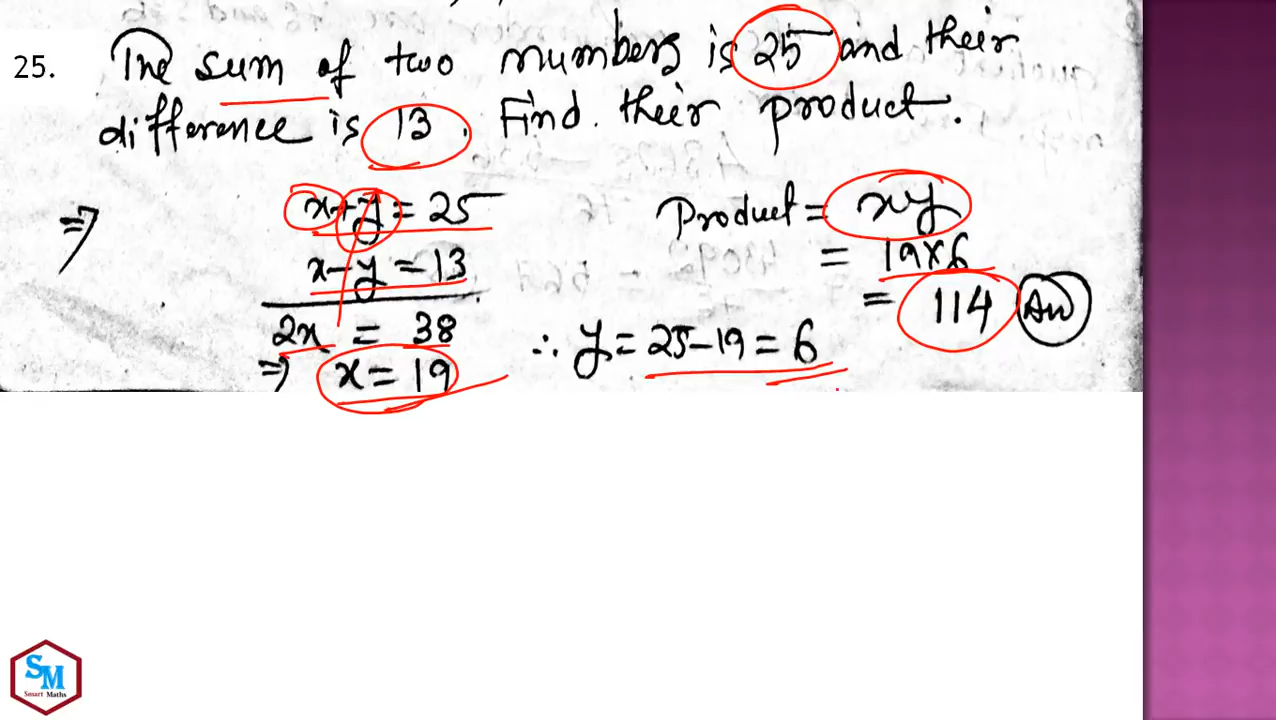 25. The sum of two numbers is 25 and their
difference is 13. Find their product.
⇒ x+y = 25
x-y = 13
2x = 38
⇒ x = 19
∴ y = 25-19 = 6
Product = xy
= 19×6
= 114 Ans
SM
Smart Maths